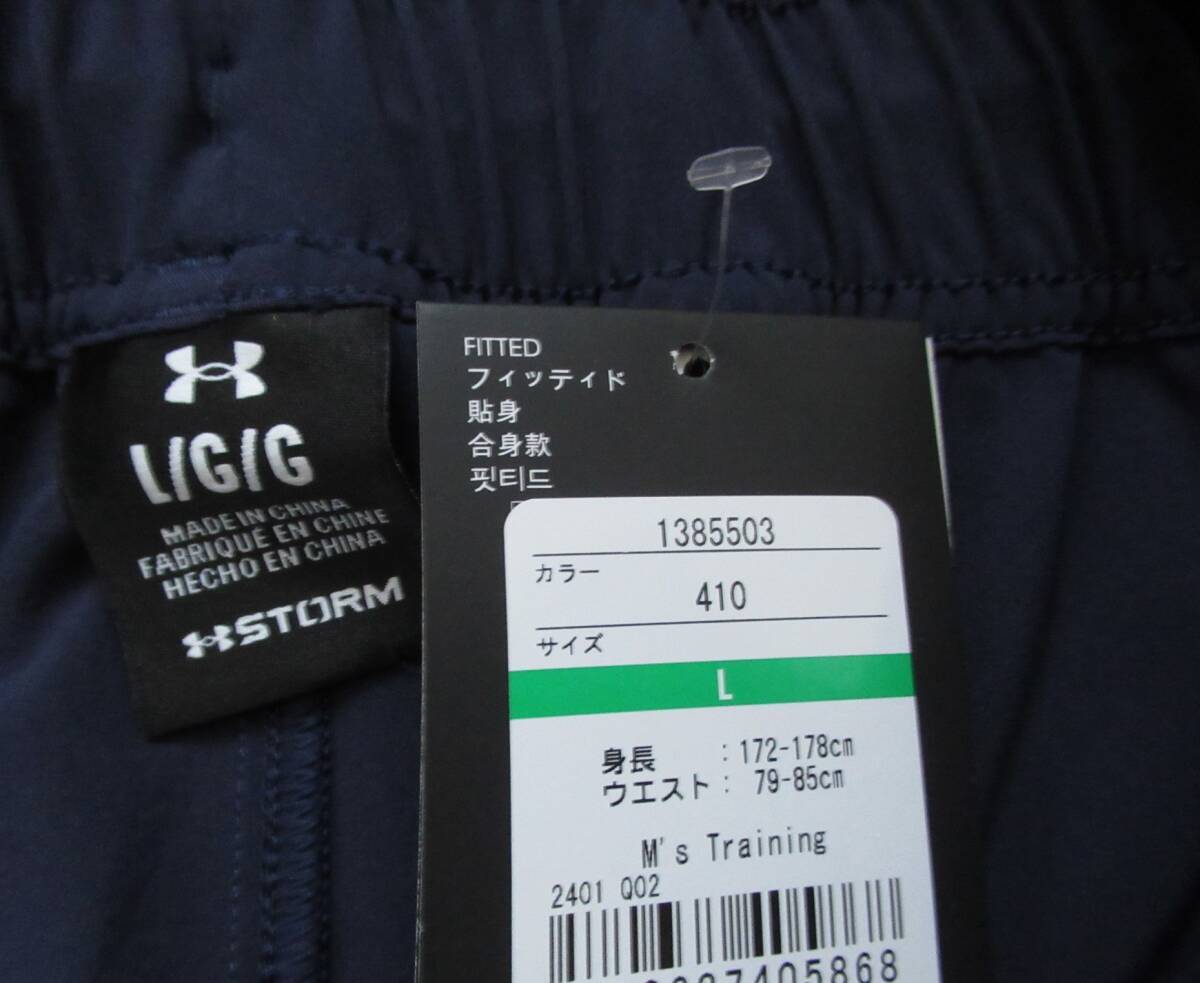 L/G/G
MADE IN CHINA
FABRIQUÉ EN CHINE
HECHO EN CHINA
STORM
FITTED
フィッティド
貼身
合身款
핏티드
1385503
カラー
410
サイズ
L
身長 : 172-178cm
ウエスト : 79-85cm
M's Training
2401 Q02